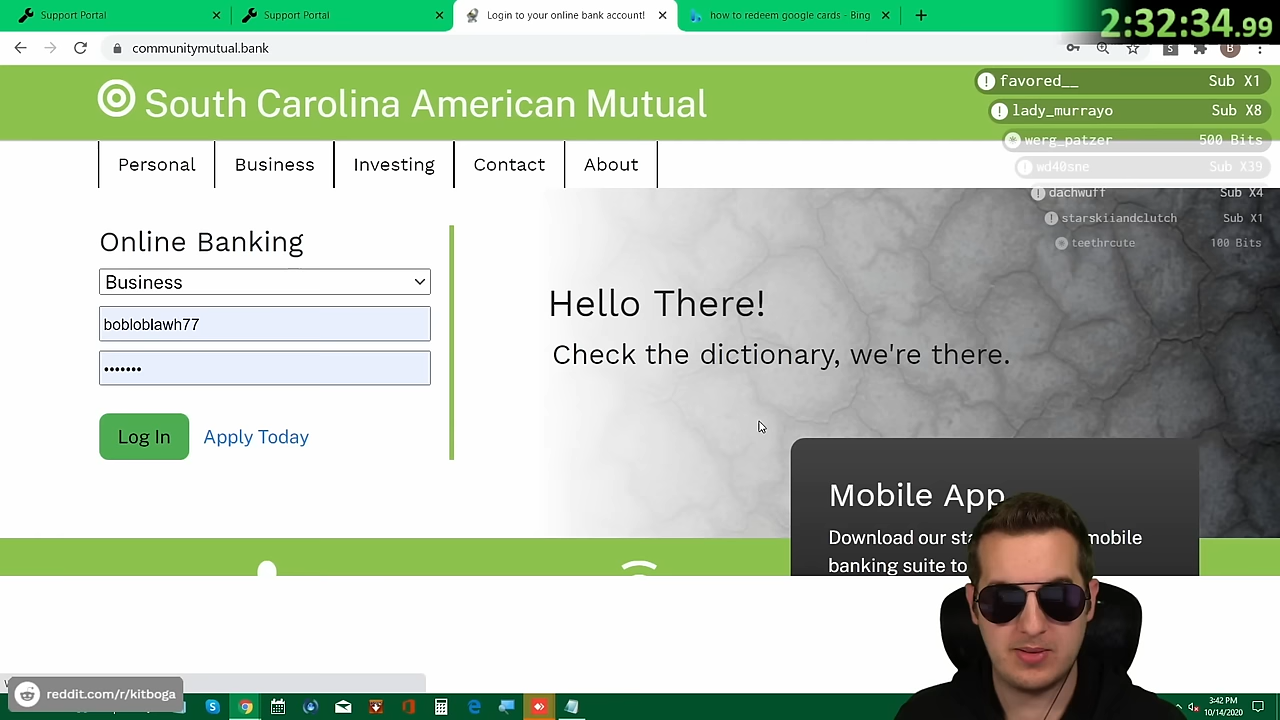 Support Portal
Support Portal
Login to your online bank account!
how to redeem google cards - Bing
2:32:34.99
communitymutual.bank
B
South Carolina American Mutual
favored__ Sub X1
lady_murrayo Sub X8
werg_patzer 500 Bits
wd40sne Sub X39
dachwuff Sub X4
starskiiandclutch Sub X1
teethrcute 100 Bits
Personal
Business
Investing
Contact
About
Online Banking
Business
bobloblawh77
•••••••
Log In
Apply Today
Hello There!
Check the dictionary, we're there.
Mobile App
Download our mobile
banking suite to
reddit.com/r/kitboga
3:42 PM
10/14/2020